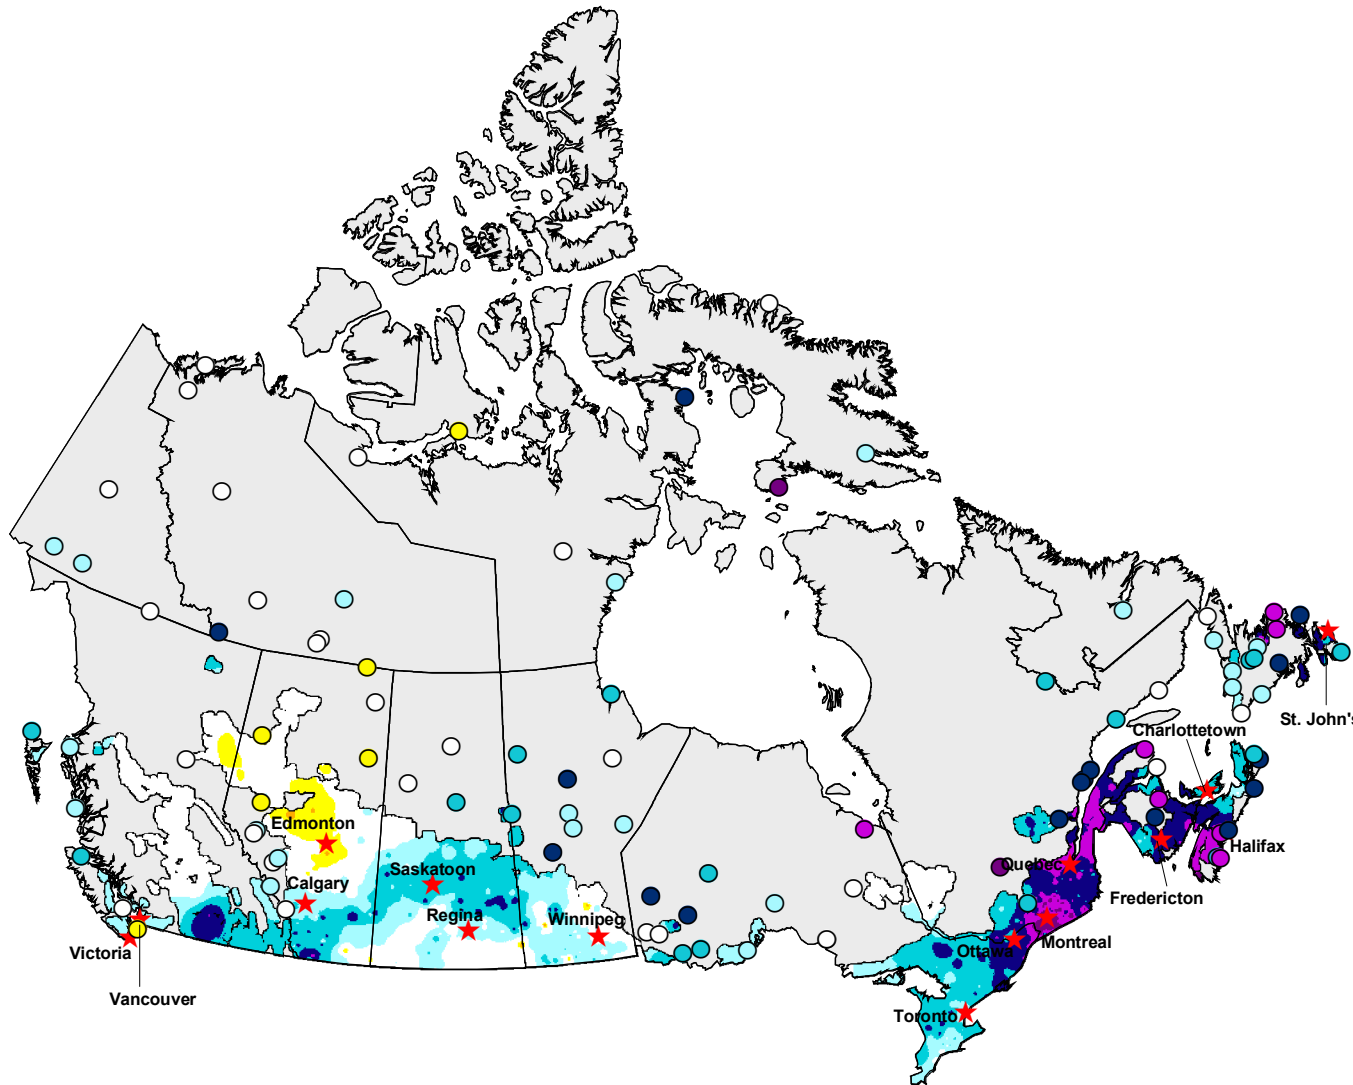 St. John's
Charlottetown
Edmonton
Halifax
Quebec
Saskatoon
Calgary
Fredericton
Regina
Winnipeg
Montreal
Ottawa
Victoria
Vancouver
Toronto